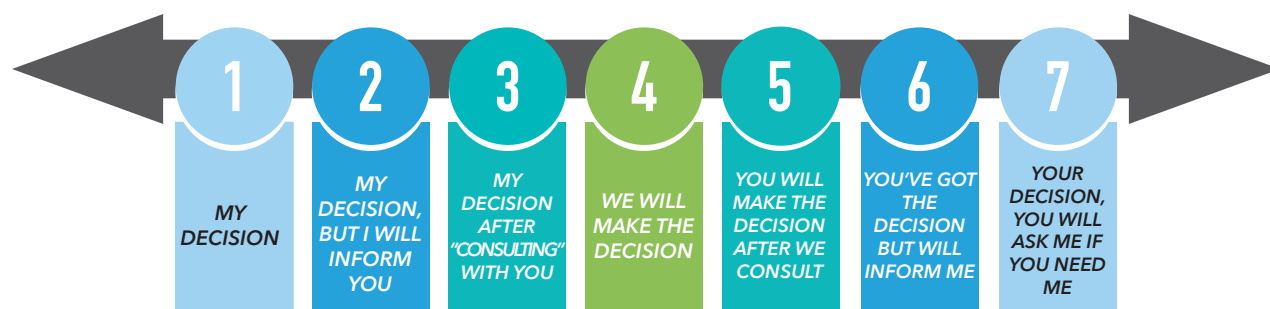 1
MY
DECISION
2
MY
DECISION,
BUT I WILL
INFORM
YOU
3
MY
DECISION
AFTER
“CONSULTING”
WITH YOU
4
WE WILL
MAKE THE
DECISION
5
YOU WILL
MAKE THE
DECISION
AFTER WE
CONSULT
6
YOU’VE GOT
THE
DECISION
BUT WILL
INFORM ME
7
YOUR
DECISION,
YOU WILL
ASK ME IF
YOU NEED
ME